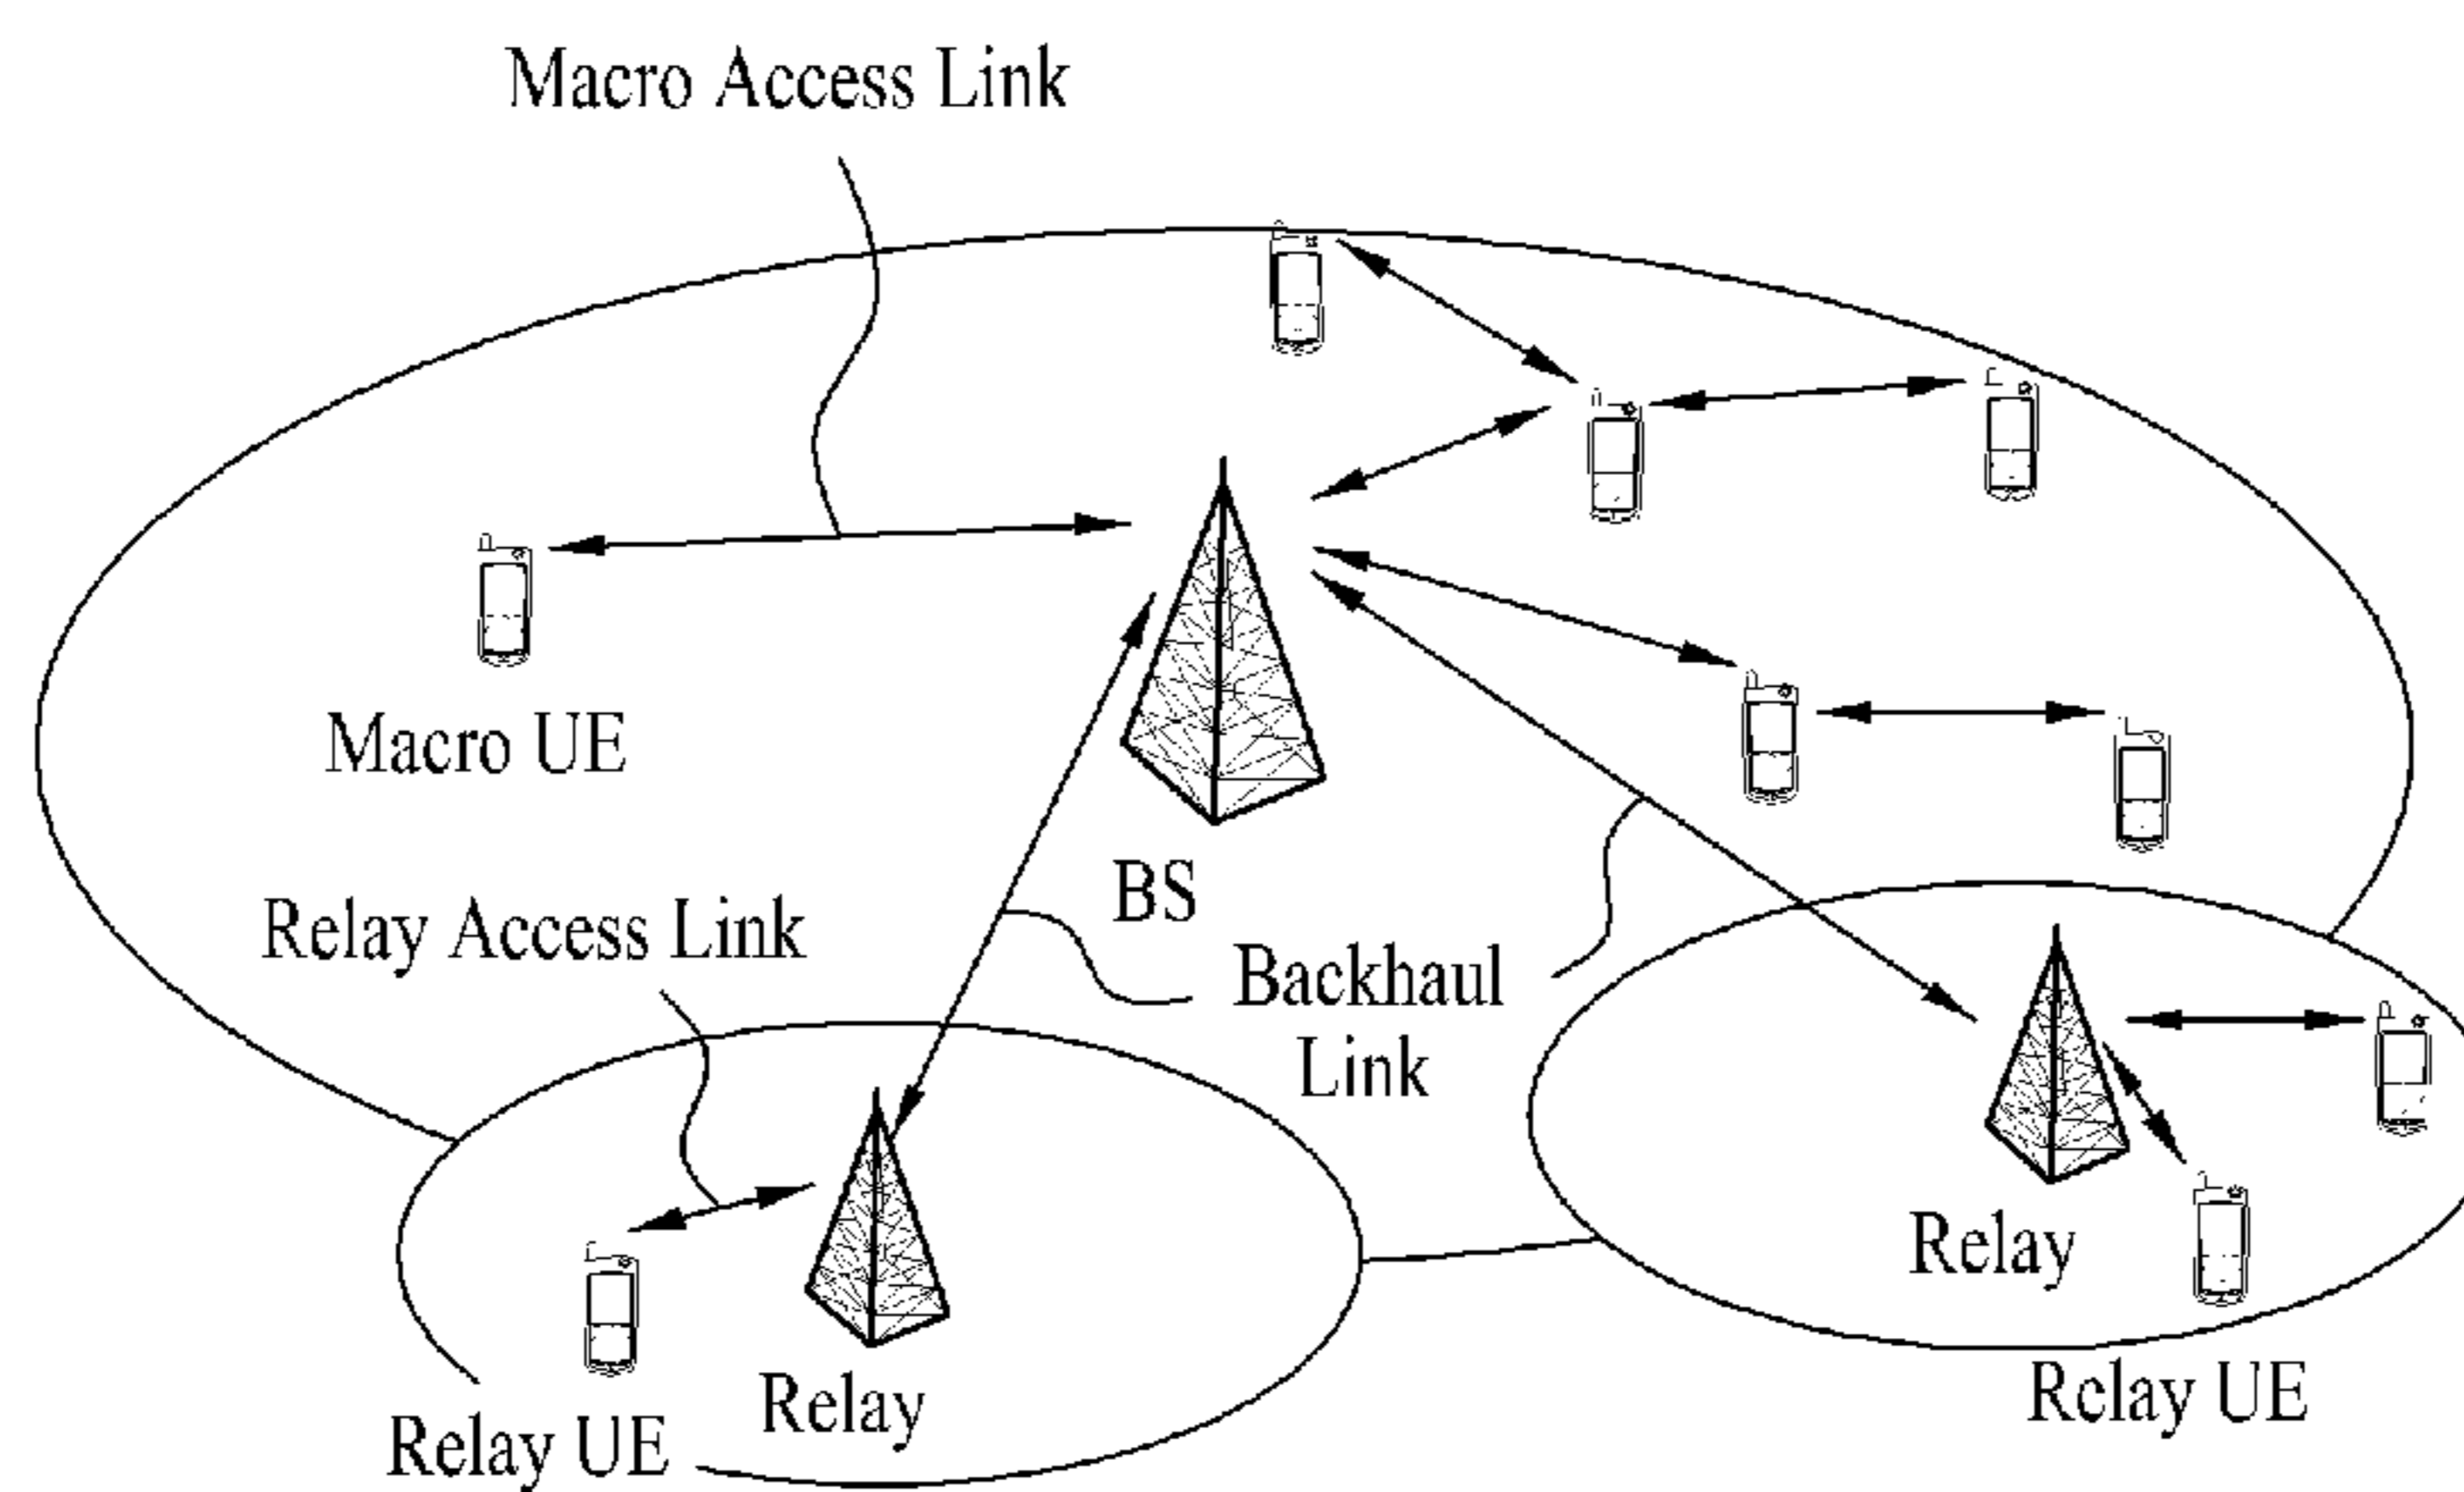 Macro Access Link
Macro UE
BS
Relay Access Link
Backhaul
Link
Relay
Relay UE
Relay
Relay UE